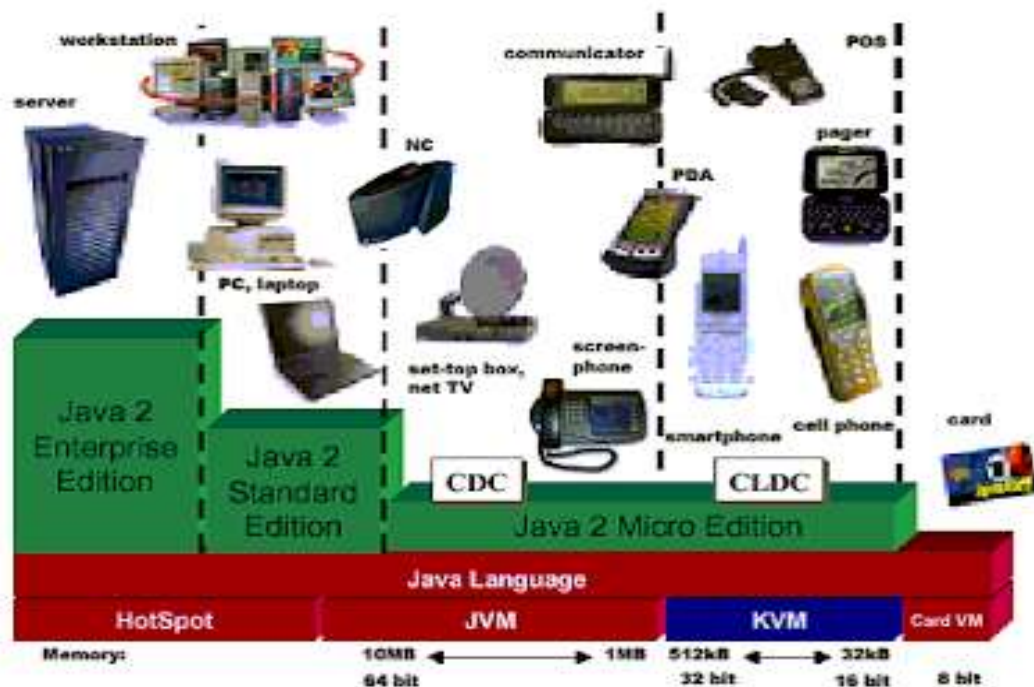 workstation
communicator
POS
server
NC
pager
PDA
PC, laptop
screen-
phone
set-top box,
net TV
smartphone
cell phone
card
Java 2
Enterprise
Edition
Java 2
Standard
Edition
CDC
CLDC
Java 2 Micro Edition
Java Language
HotSpot
JVM
KVM
Card VM
Memory:
10MB
1MB
512kB
32kB
64 bit
32 bit
16 bit
8 bit